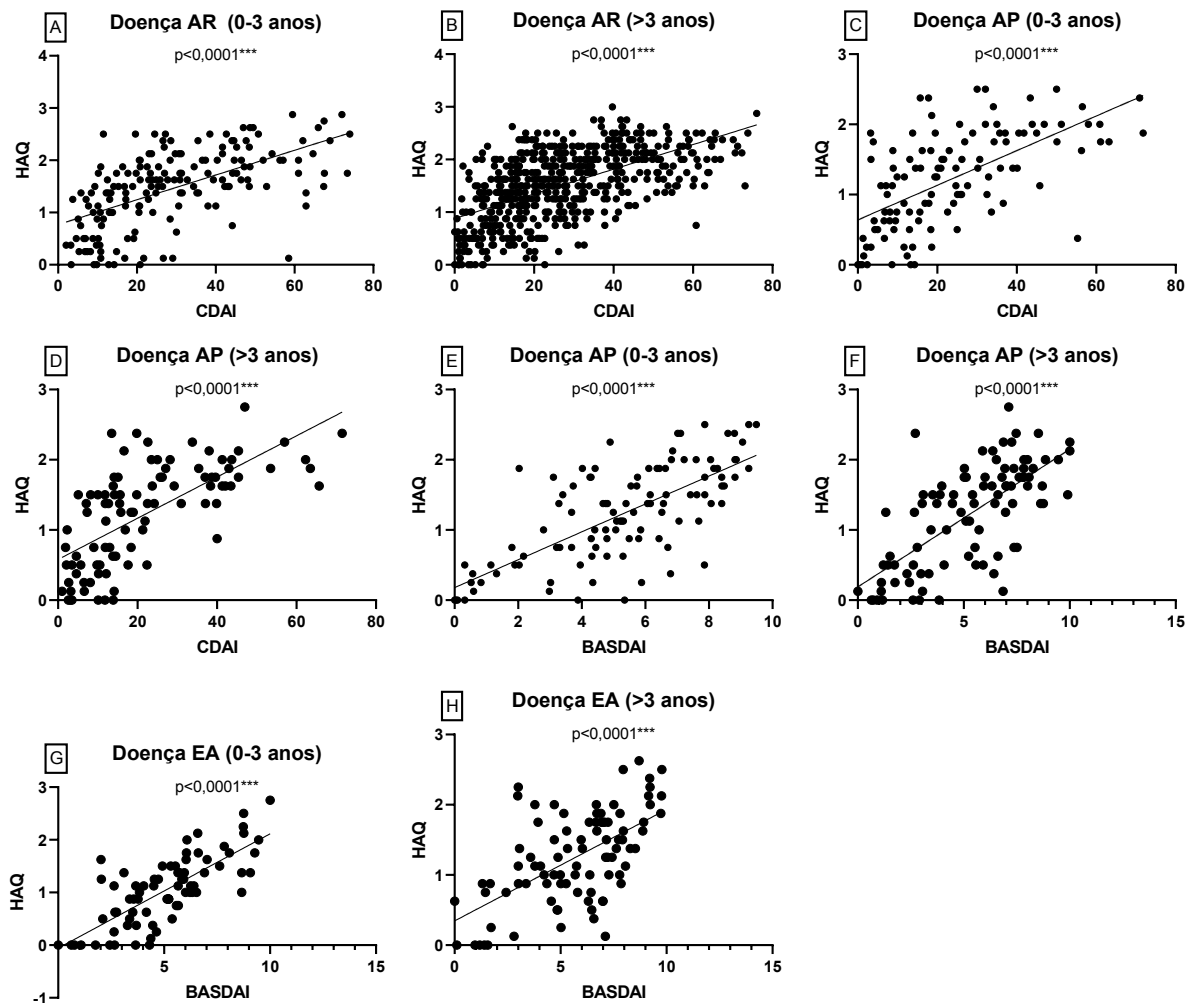 A
Doença AR (0-3 anos)
p<0,0001***
4
3
2
1
0
HAQ
0 20 40 60 80
CDAI
B
Doença AR (>3 anos)
p<0,0001***
4
3
2
1
0
HAQ
0 20 40 60 80
CDAI
C
Doença AP (0-3 anos)
p<0,0001***
3
2
1
0
HAQ
0 20 40 60 80
CDAI
D
Doença AP (>3 anos)
p<0,0001***
3
2
1
0
HAQ
0 20 40 60 80
CDAI
E
Doença AP (0-3 anos)
p<0,0001***
3
2
1
0
HAQ
0 2 4 6 8 10
BASDAI
F
Doença AP (>3 anos)
p<0,0001***
3
2
1
0
HAQ
0 5 10 15
BASDAI
G
Doença EA (0-3 anos)
p<0,0001***
3
2
1
0
-1
HAQ
5 10 15
BASDAI
H
Doença EA (>3 anos)
p<0,0001***
3
2
1
0
HAQ
0 5 10 15
BASDAI